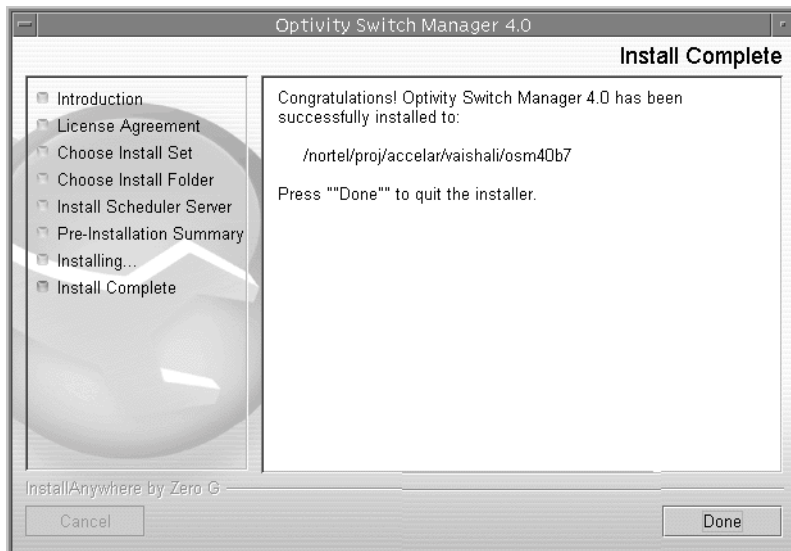 Optivity Switch Manager 4.0
Install Complete
Introduction
License Agreement
Choose Install Set
Choose Install Folder
Install Scheduler Server
Pre-Installation Summary
Installing...
Install Complete
Congratulations! Optivity Switch Manager 4.0 has been
successfully installed to:
/nortel/proj/accelar/vaishali/osm40b7
Press ""Done"" to quit the installer.
InstallAnywhere by Zero G
Cancel
Done